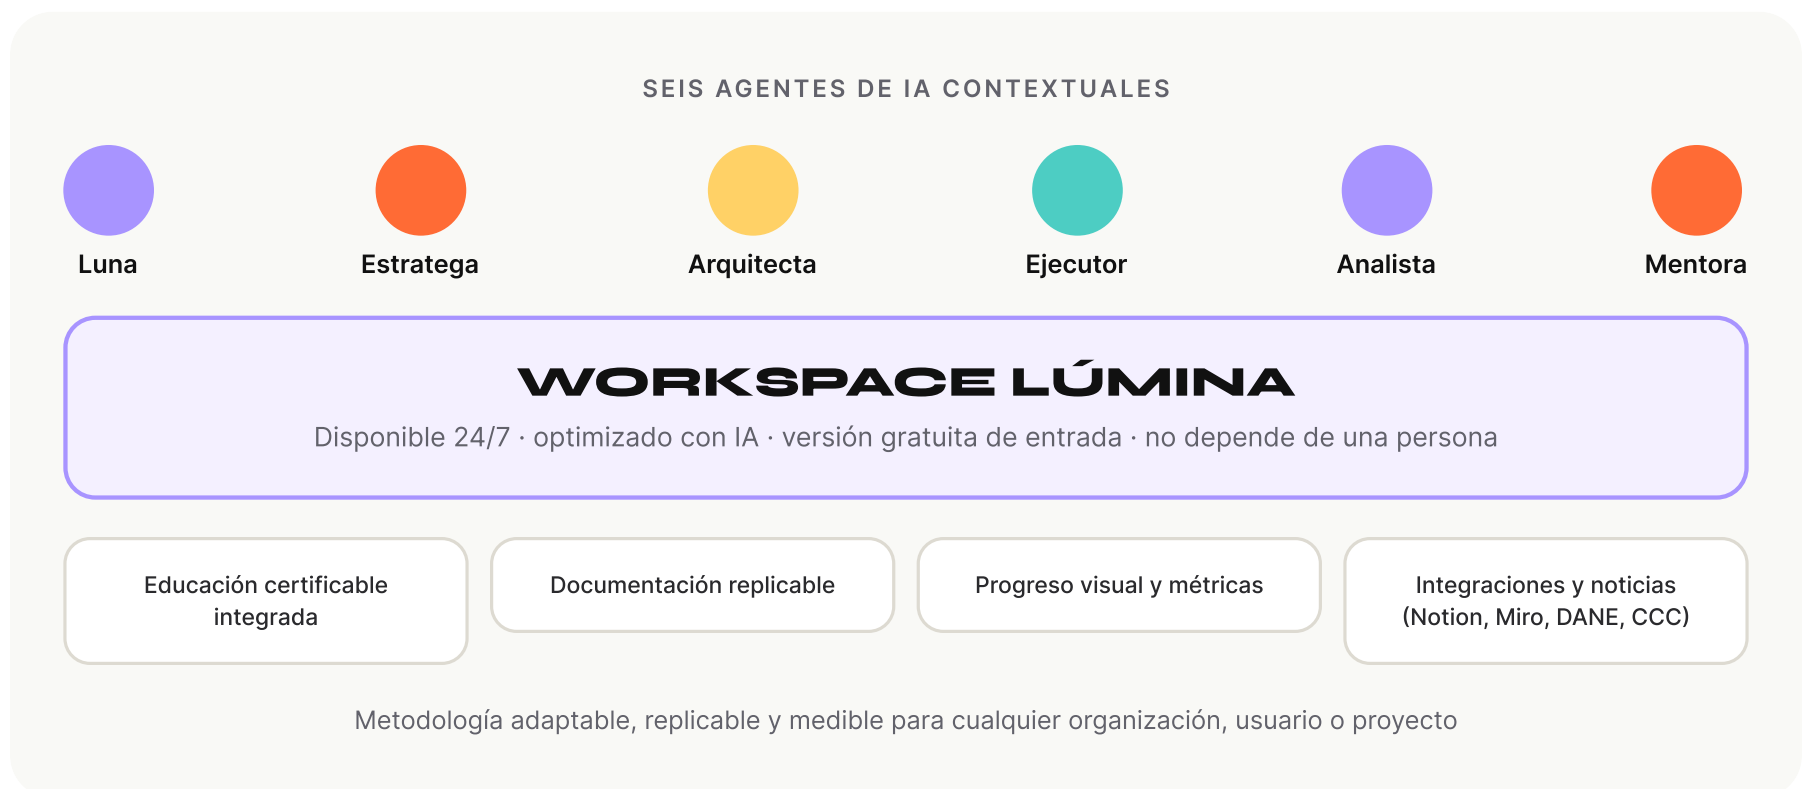 SEIS AGENTES DE IA CONTEXTUALES
Luna
Estratega
Arquitecta
Ejecutor
Analista
Mentora
WORKSPACE LÚMINA
Disponible 24/7 · optimizado con IA · versión gratuita de entrada · no depende de una persona
Educación certificable
integrada
Documentación replicable
Progreso visual y métricas
Integraciones y noticias
(Notion, Miro, DANE, CCC)
Metodología adaptable, replicable y medible para cualquier organización, usuario o proyecto